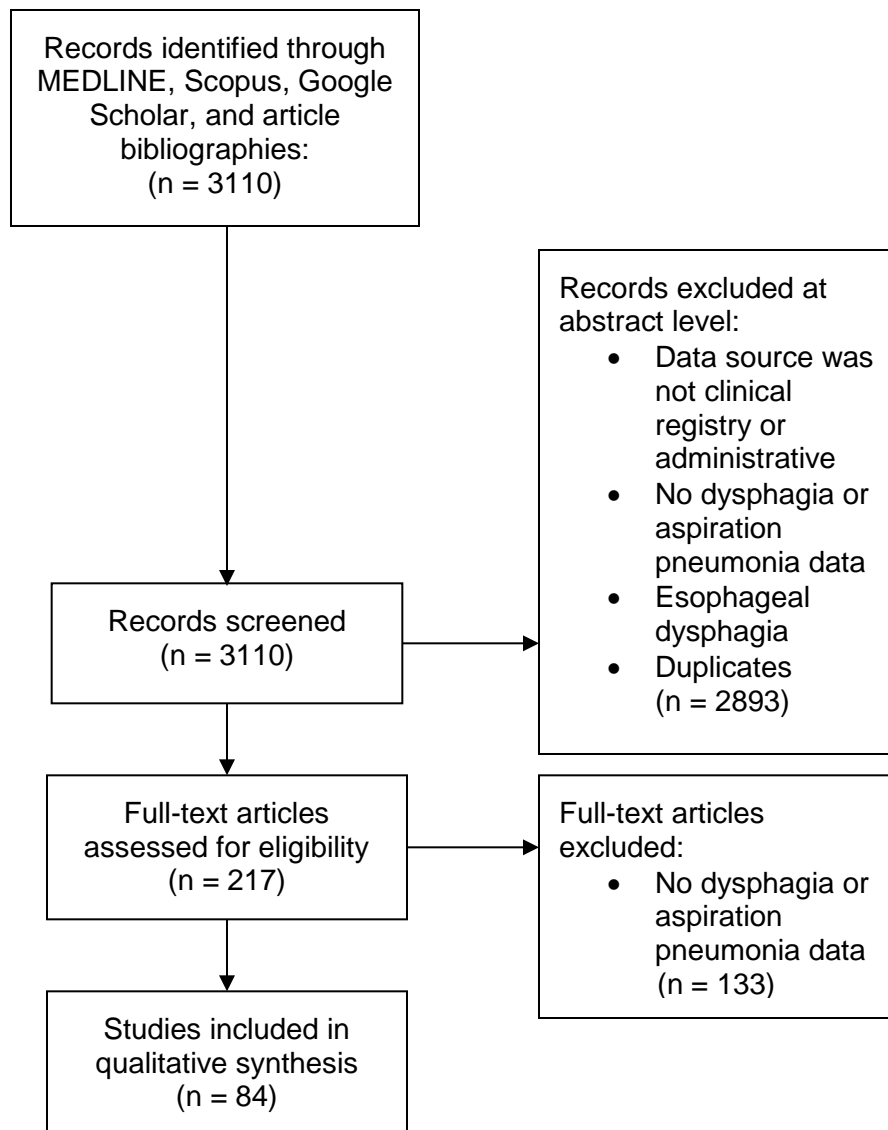 Records identified through
MEDLINE, Scopus, Google
Scholar, and article
bibliographies:
(n = 3110)
Records excluded at
abstract level:
• Data source was
not clinical
registry or
administrative
• No dysphagia or
aspiration
pneumonia data
• Esophageal
dysphagia
• Duplicates
(n = 2893)
Records screened
(n = 3110)
Full-text articles
assessed for eligibility
(n = 217)
Full-text articles
excluded:
• No dysphagia or
aspiration
pneumonia data
(n = 133)
Studies included in
qualitative synthesis
(n = 84)